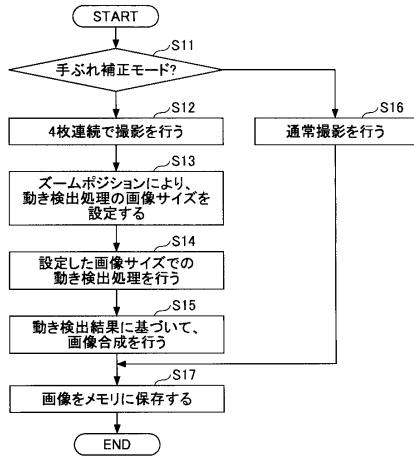 START
S11
手ぶれ補正モード?
S12
4枚連続で撮影を行う
S16
通常撮影を行う
S13
ズームポジションにより、
動き検出処理の画像サイズを
設定する
S14
設定した画像サイズでの
動き検出処理を行う
S15
動き検出結果に基づいて、
画像合成を行う
S17
画像をメモリに保存する
END